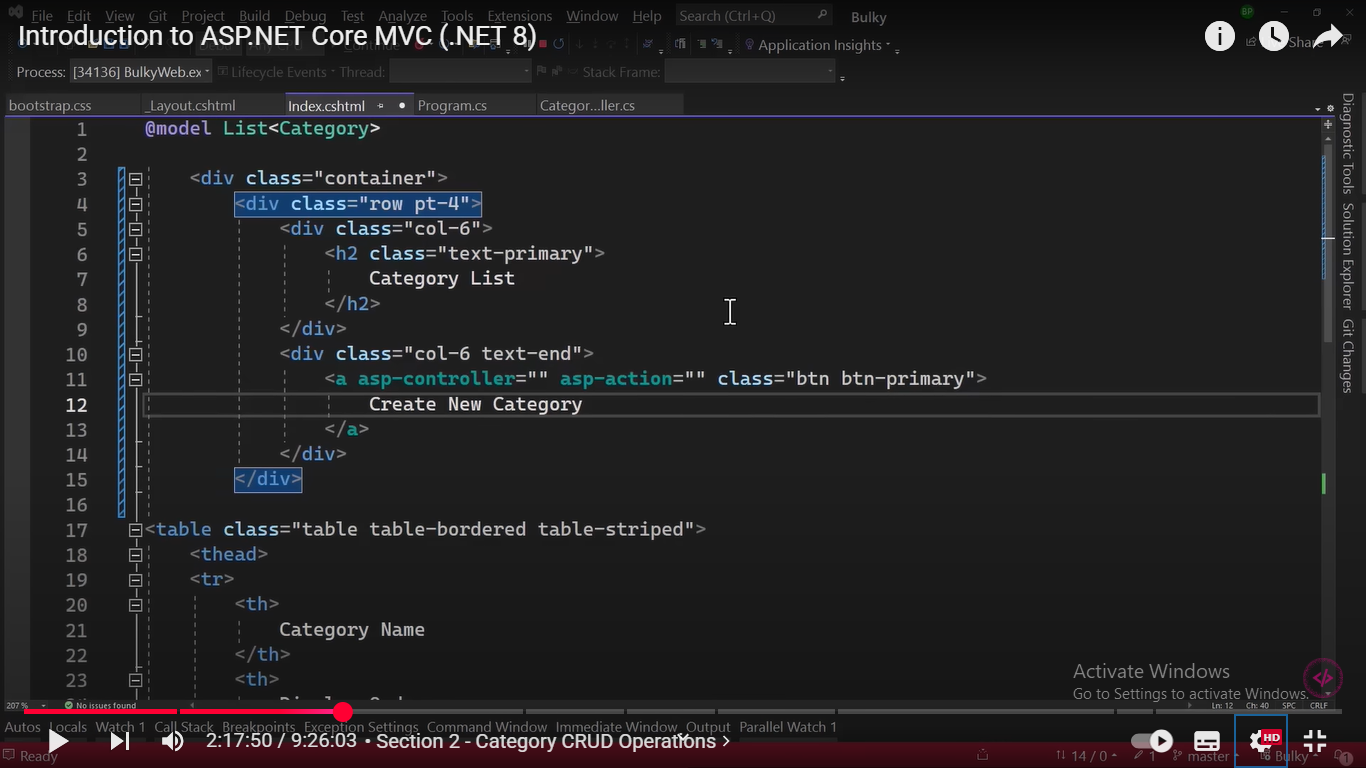 File Edit View Git Project Build Debug Test Analyze Tools Extensions Window Help Search (Ctrl+Q) Bulky BP
Introduction to ASP.NET Core MVC (.NET 8)
Application Insights Share
Process: [34136] BulkyWeb.ex Lifecycle Events Thread: Stack Frame:
bootstrap.css _Layout.cshtml Index.cshtml Program.cs Categor...ller.cs
1 @model List<Category>
2
3 <div class="container">
4 <div class="row pt-4">
5 <div class="col-6">
6 <h2 class="text-primary">
7 Category List
8 </h2>
9 </div>
10 <div class="col-6 text-end">
11 <a asp-controller="" asp-action="" class="btn btn-primary">
12 Create New Category
13 </a>
14 </div>
15 </div>
16
17 <table class="table table-bordered table-striped">
18 <thead>
19 <tr>
20 <th>
21 Category Name
22 </th>
23 <th>
Diagnostic Tools
Solution Explorer
Git Changes
Activate Windows
Go to Settings to activate Windows.
207 % No issues found Ln: 12 Ch: 40 SPC CRLF
Autos Locals Watch 1 Call Stack Breakpoints Exception Settings Command Window Immediate Window Output Parallel Watch 1
2:17:50 / 9:26:03 • Section 2 - Category CRUD Operations HD
Ready 14 / 0 1 master Bulky 1